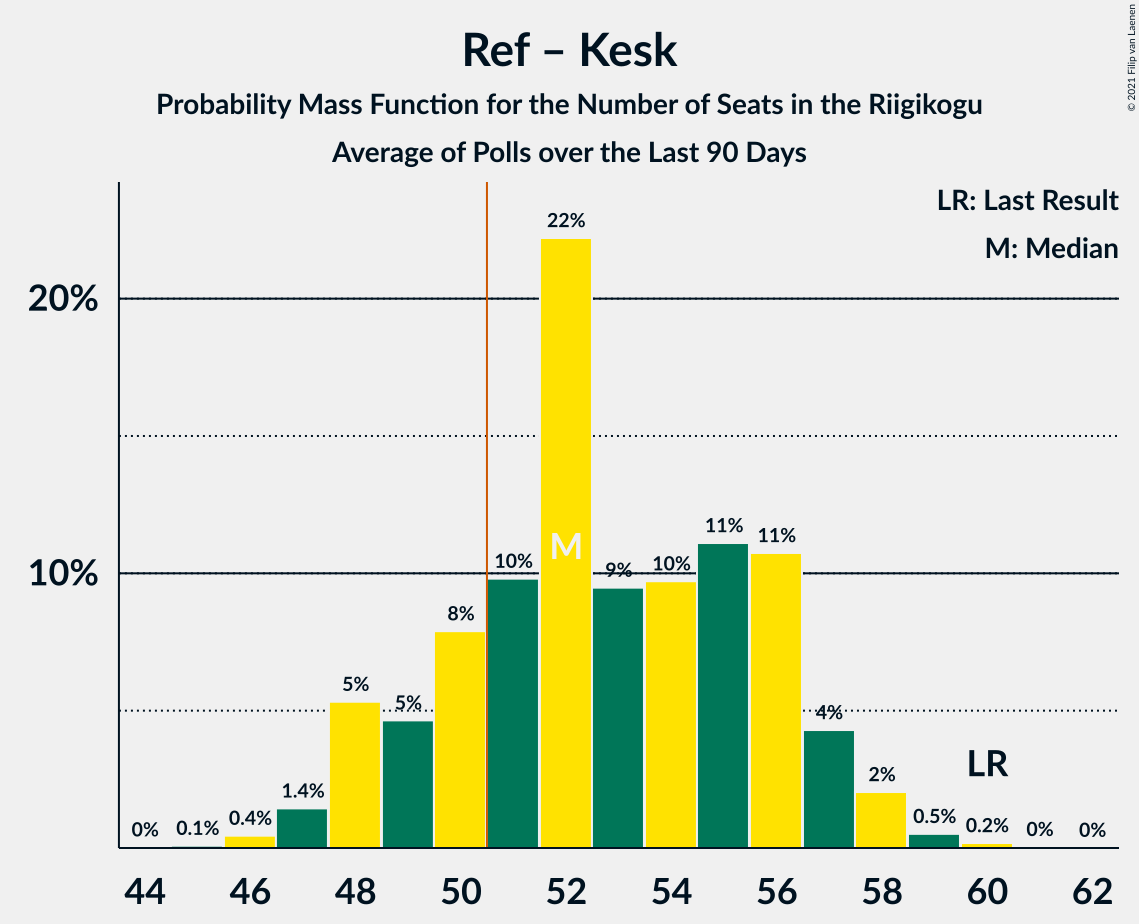 Ref – Kesk
Probability Mass Function for the Number of Seats in the Riigikogu
Average of Polls over the Last 90 Days
© 2021 Filip van Laenen
LR: Last Result
M: Median
20%
10%
0%
0.1%
0.4%
1.4%
5%
5%
8%
10%
22%
9%
10%
11%
11%
4%
2%
0.5%
0.2%
0%
0%
M
LR
44 46 48 50 52 54 56 58 60 62